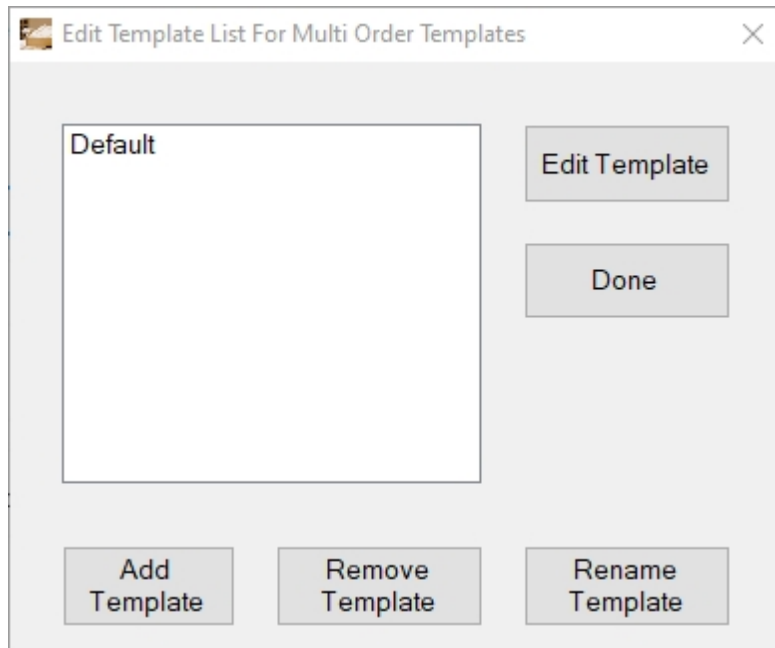 Edit Template List For Multi Order Templates
Default
Edit Template
Done
Add
Template
Remove
Template
Rename
Template